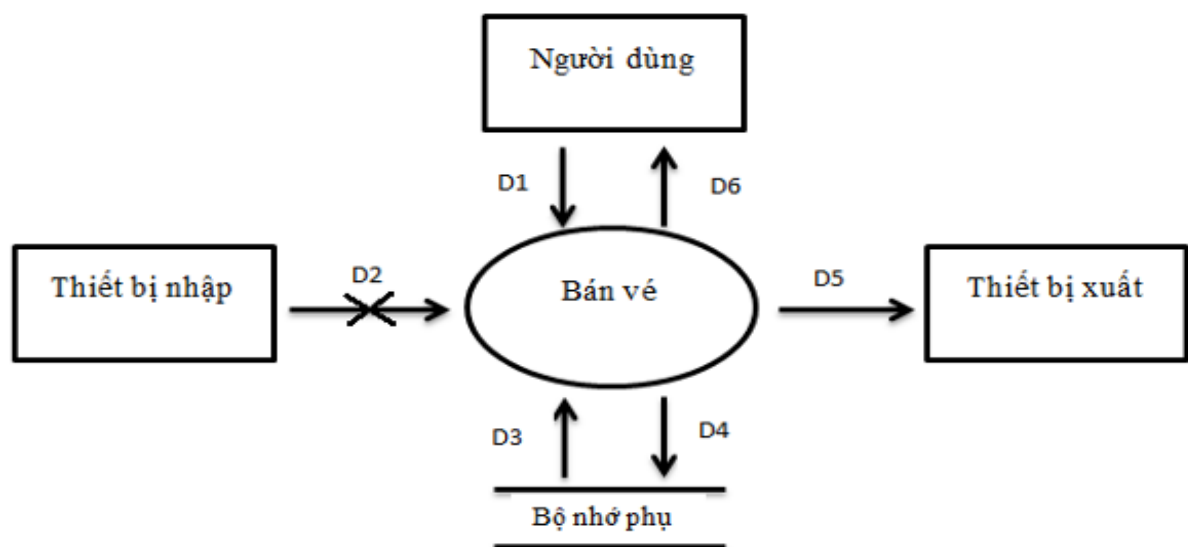 Người dùng
D1
D6
Thiết bị nhập
D2
Bán vé
D5
Thiết bị xuất
D3
D4
Bộ nhớ phụ